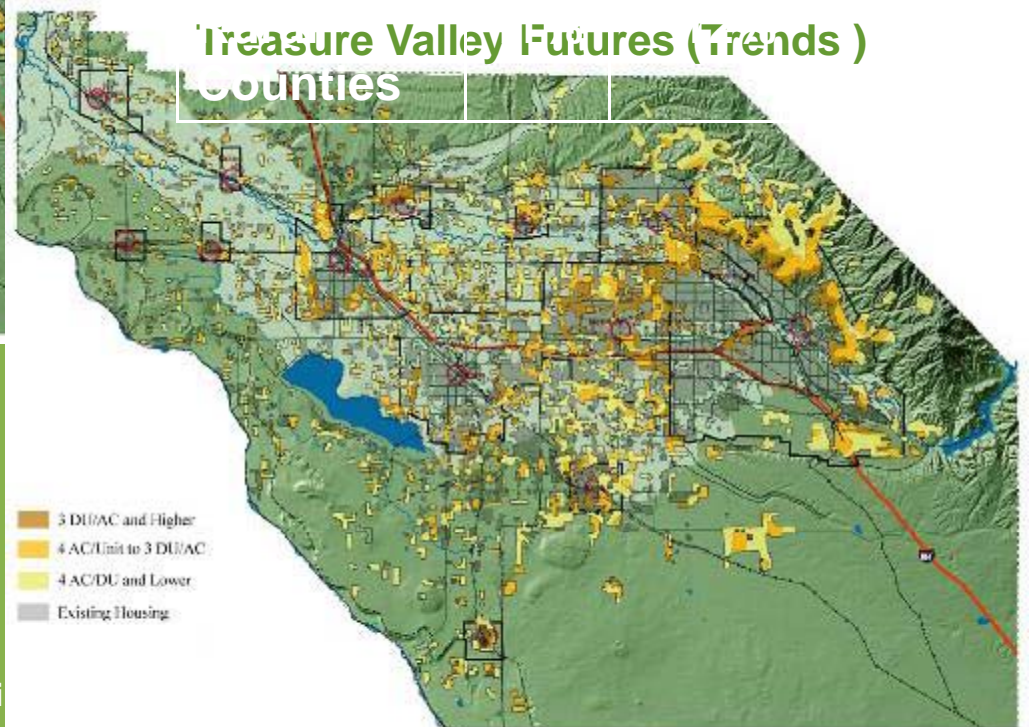 Treasure Valley Futures (Trends )
Counties
3 DU/AC and Higher
4 AC/Unit to 3 DU/AC
4 AC/DU and Lower
Existing Housing